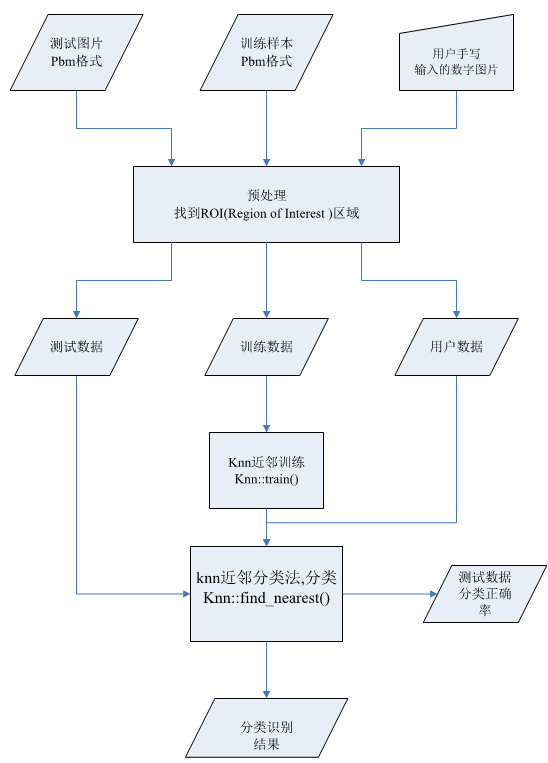 测试图片
Pbm格式
训练样本
Pbm格式
用户手写
输入的数字图片
预处理
找到ROI(Region of Interest )区域
测试数据
训练数据
用户数据
Knn近邻训练
Knn::train()
knn近邻分类法,分类
Knn::find_nearest()
测试数据
分类正确
率
分类识别
结果